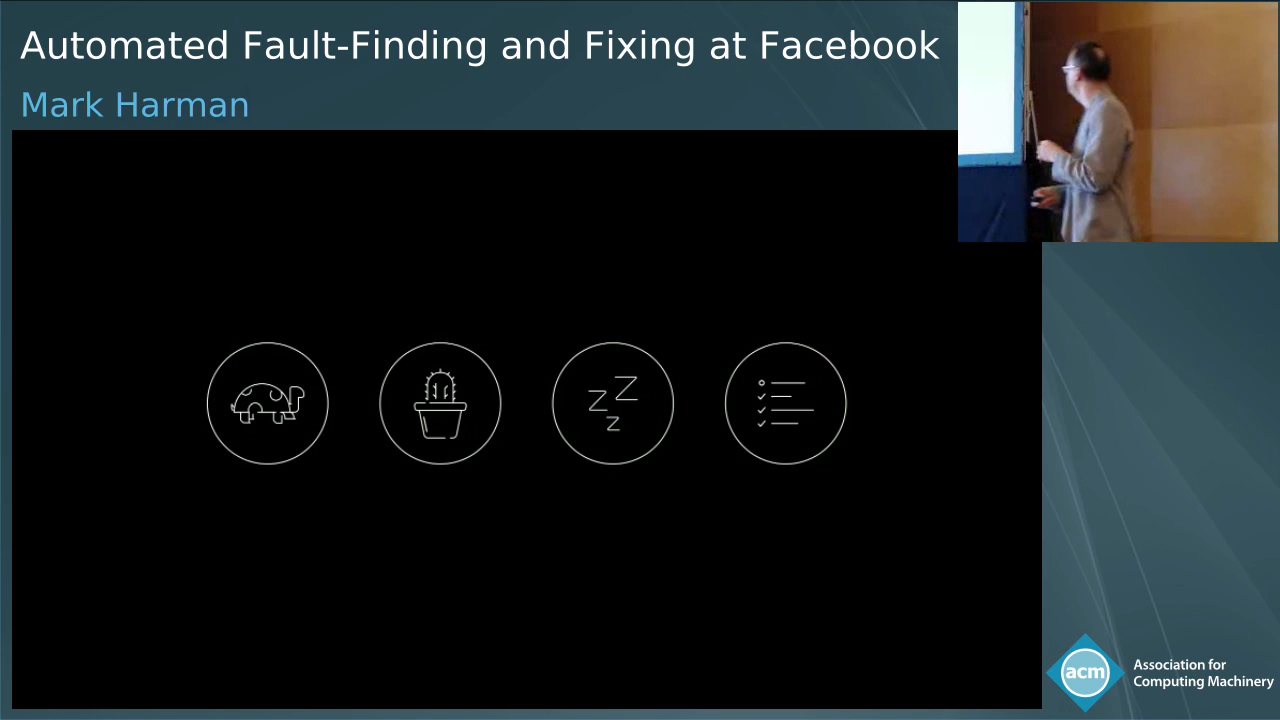 Automated Fault-Finding and Fixing at Facebook
Mark Harman
z Z
z
acm
Association for
Computing Machinery